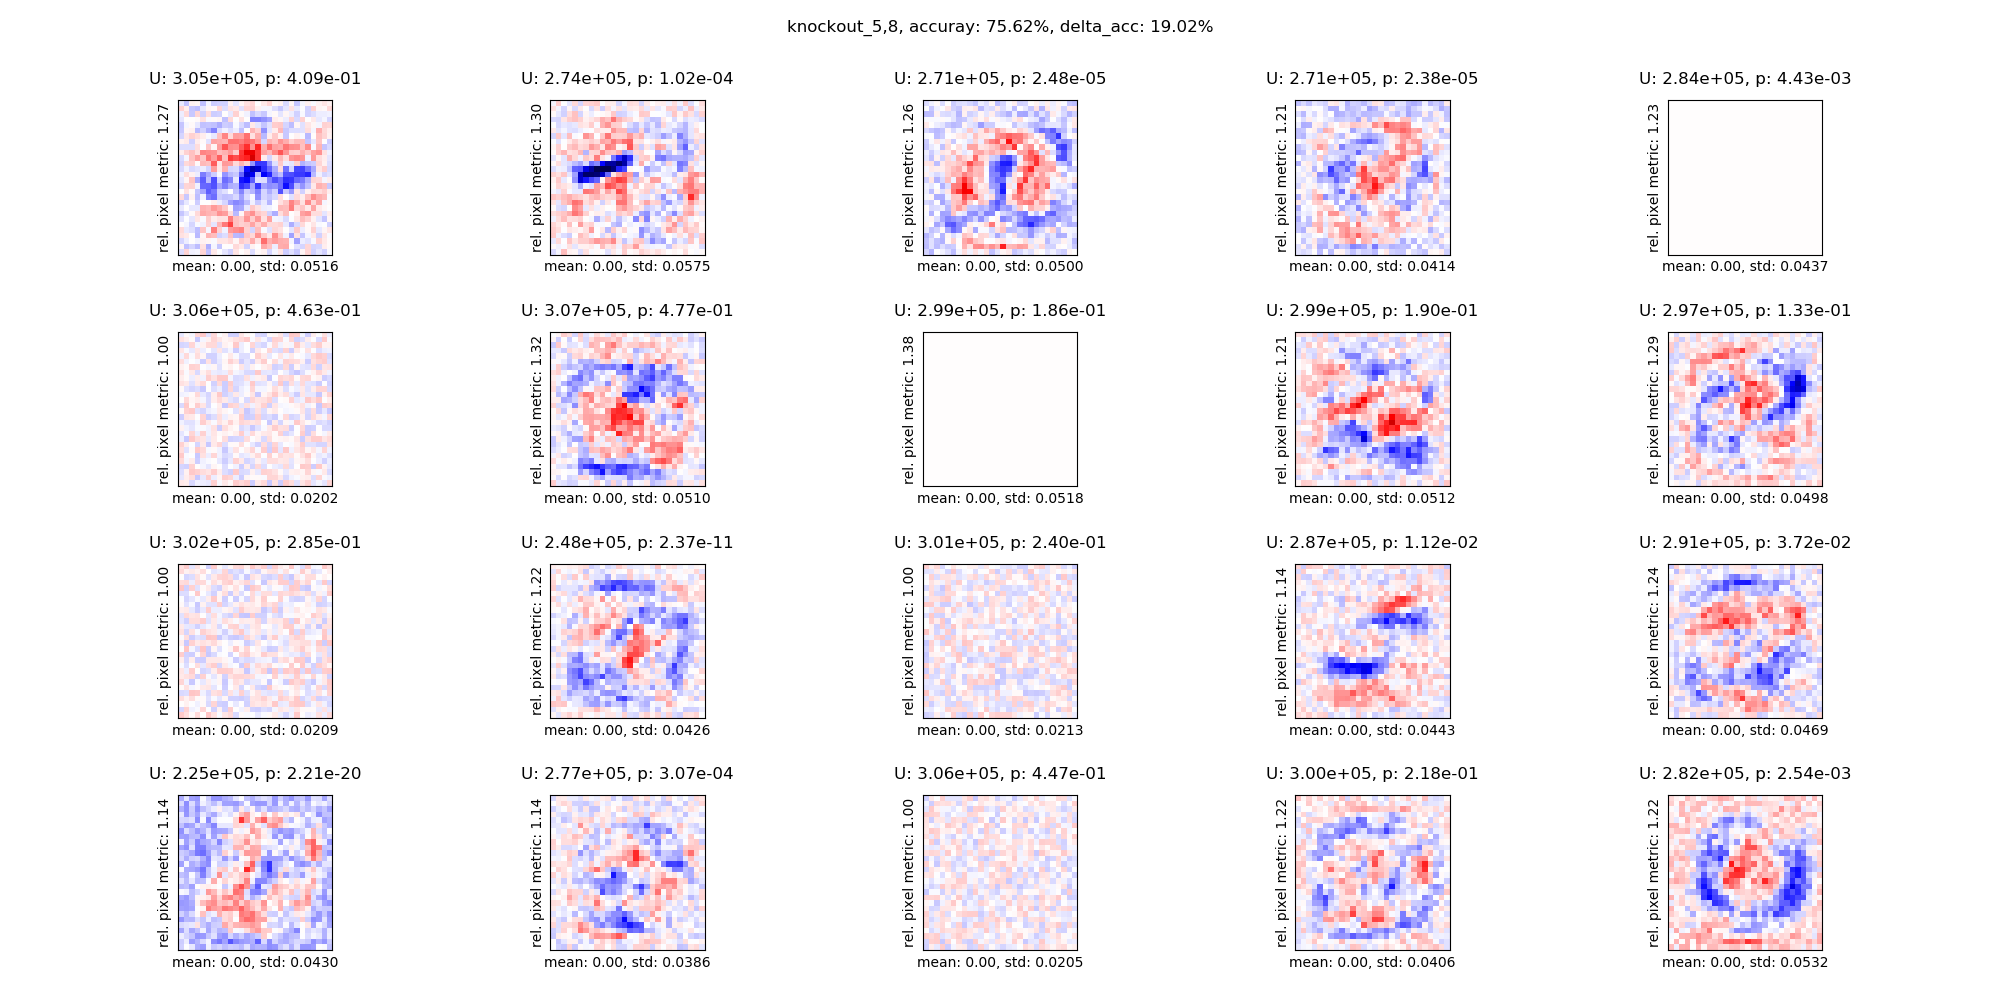 knockout_5,8, accuray: 75.62%, delta_acc: 19.02%
U: 3.05e+05, p: 4.09e-01
rel. pixel metric: 1.27
mean: 0.00, std: 0.0516
U: 2.74e+05, p: 1.02e-04
rel. pixel metric: 1.30
mean: 0.00, std: 0.0575
U: 2.71e+05, p: 2.48e-05
rel. pixel metric: 1.26
mean: 0.00, std: 0.0500
U: 2.71e+05, p: 2.38e-05
rel. pixel metric: 1.21
mean: 0.00, std: 0.0414
U: 2.84e+05, p: 4.43e-03
rel. pixel metric: 1.23
mean: 0.00, std: 0.0437
U: 3.06e+05, p: 4.63e-01
rel. pixel metric: 1.00
mean: 0.00, std: 0.0202
U: 3.07e+05, p: 4.77e-01
rel. pixel metric: 1.32
mean: 0.00, std: 0.0510
U: 2.99e+05, p: 1.86e-01
rel. pixel metric: 1.38
mean: 0.00, std: 0.0518
U: 2.99e+05, p: 1.90e-01
rel. pixel metric: 1.21
mean: 0.00, std: 0.0512
U: 2.97e+05, p: 1.33e-01
rel. pixel metric: 1.29
mean: 0.00, std: 0.0498
U: 3.02e+05, p: 2.85e-01
rel. pixel metric: 1.00
mean: 0.00, std: 0.0209
U: 2.48e+05, p: 2.37e-11
rel. pixel metric: 1.22
mean: 0.00, std: 0.0426
U: 3.01e+05, p: 2.40e-01
rel. pixel metric: 1.00
mean: 0.00, std: 0.0213
U: 2.87e+05, p: 1.12e-02
rel. pixel metric: 1.14
mean: 0.00, std: 0.0443
U: 2.91e+05, p: 3.72e-02
rel. pixel metric: 1.24
mean: 0.00, std: 0.0469
U: 2.25e+05, p: 2.21e-20
rel. pixel metric: 1.14
mean: 0.00, std: 0.0430
U: 2.77e+05, p: 3.07e-04
rel. pixel metric: 1.14
mean: 0.00, std: 0.0386
U: 3.06e+05, p: 4.47e-01
rel. pixel metric: 1.00
mean: 0.00, std: 0.0205
U: 3.00e+05, p: 2.18e-01
rel. pixel metric: 1.22
mean: 0.00, std: 0.0406
U: 2.82e+05, p: 2.54e-03
rel. pixel metric: 1.22
mean: 0.00, std: 0.0532